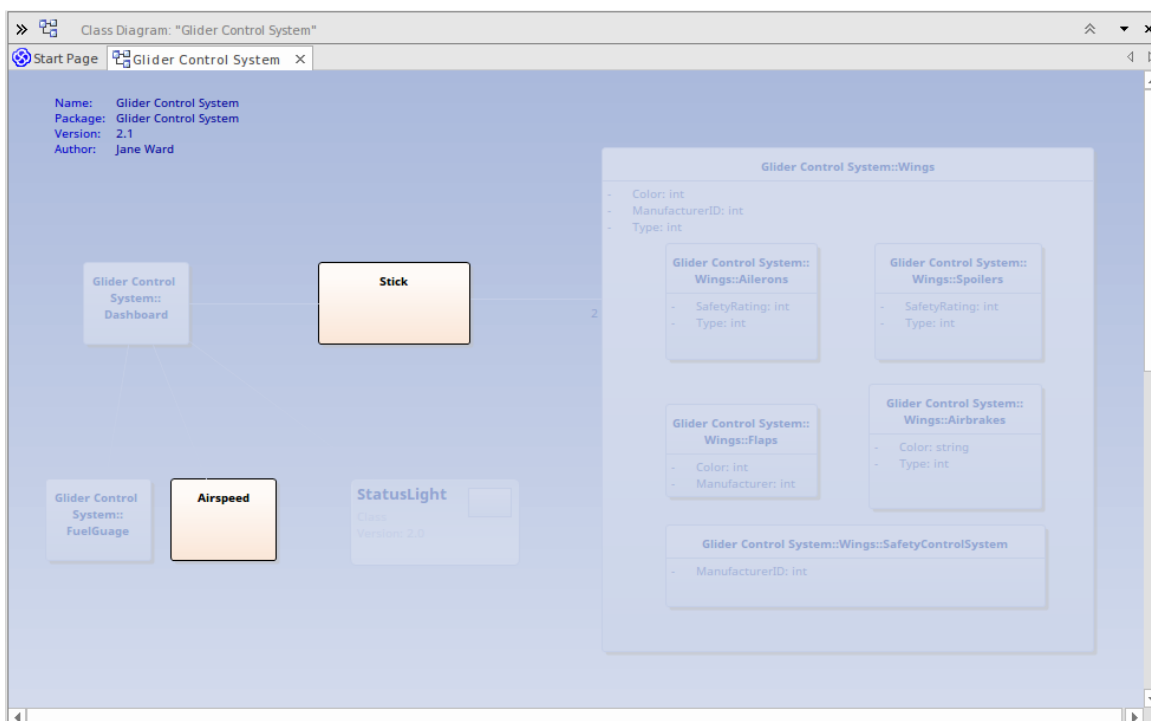 Class Diagram: "Glider Control System"
Start Page
Glider Control System
Name: Glider Control System
Package: Glider Control System
Version: 2.1
Author: Jane Ward
Glider Control System::Wings
- Color: int
- ManufacturerID: int
- Type: int
Glider Control
System::
Dashboard
Stick
2
Glider Control System::
Wings::Ailerons
- SafetyRating: int
- Type: int
Glider Control System::
Wings::Spoilers
- SafetyRating: int
- Type: int
Glider Control System::
Wings::Flaps
- Color: int
- Manufacturer: int
Glider Control System::
Wings::Airbrakes
- Color: string
- Type: int
Glider Control
System::
FuelGuage
Airspeed
StatusLight
Class
Version: 2.0
Glider Control System::Wings::SafetyControlSystem
- ManufacturerID: int